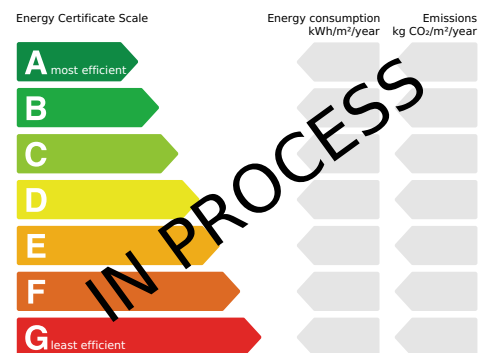 Energy Certificate Scale
Energy consumption
kWh/m²/year
Emissions
kg CO₂/m²/year
A most efficient
B
C
D
E
F
G least efficient
IN PROCESS